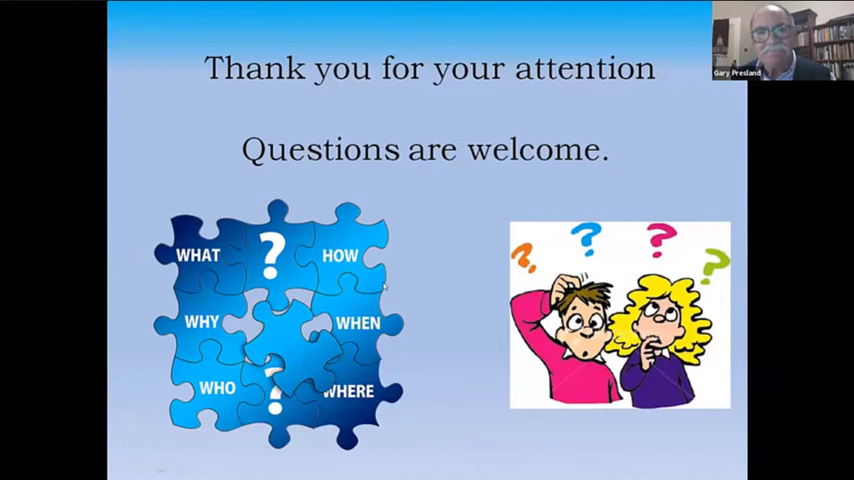 Thank you for your attention
Gary Presland
Questions are welcome.
WHAT ? HOW
WHY WHEN
WHO ? WHERE
? ? ? ?